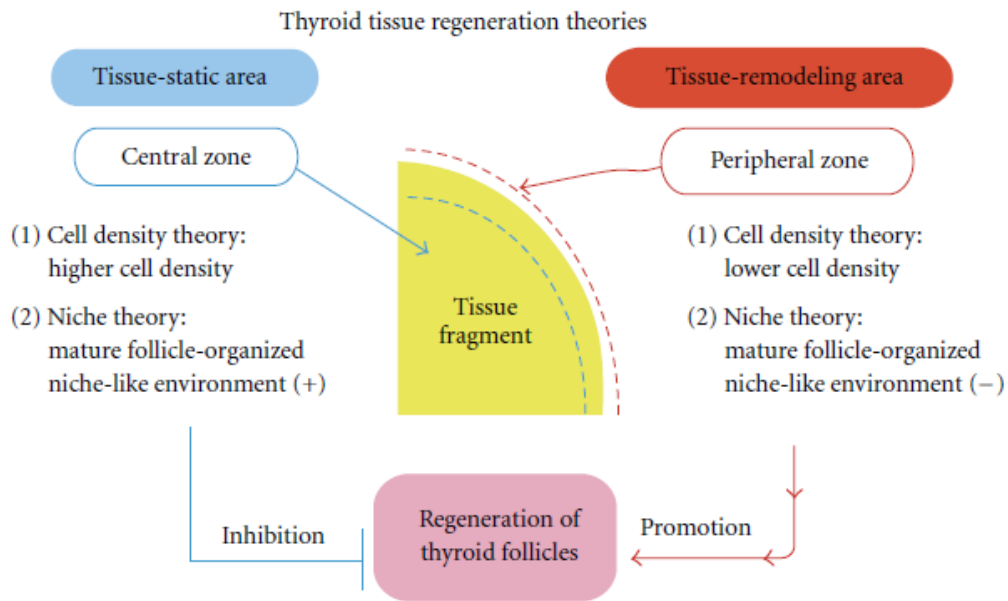 Thyroid tissue regeneration theories
Tissue-static area
Tissue-remodeling area
Central zone
Peripheral zone
(1) Cell density theory:
higher cell density
(2) Niche theory:
mature follicle-organized
niche-like environment (+)
Tissue
fragment
(1) Cell density theory:
lower cell density
(2) Niche theory:
mature follicle-organized
niche-like environment (−)
Inhibition
Regeneration of
thyroid follicles
Promotion